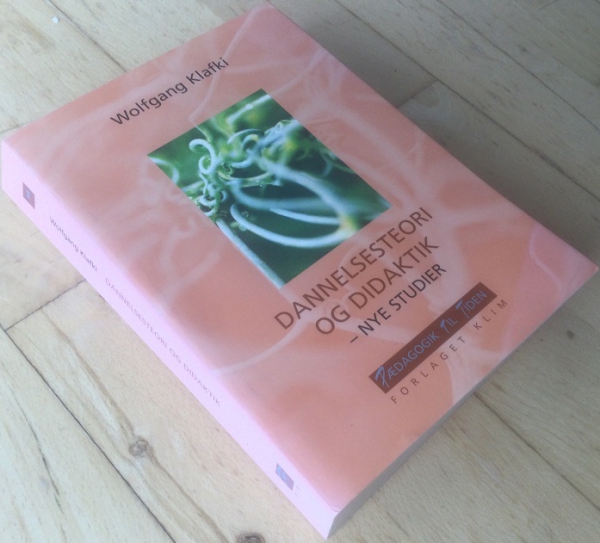 Wolfgang Klafki
DANNELSESTEORI
OG DIDAKTIK
– NYE STUDIER
PÆDAGOGIK TIL TIDEN
FORLAGET KLIM
Wolfgang Klafki
DANNELSESTEORI OG DIDAKTIK